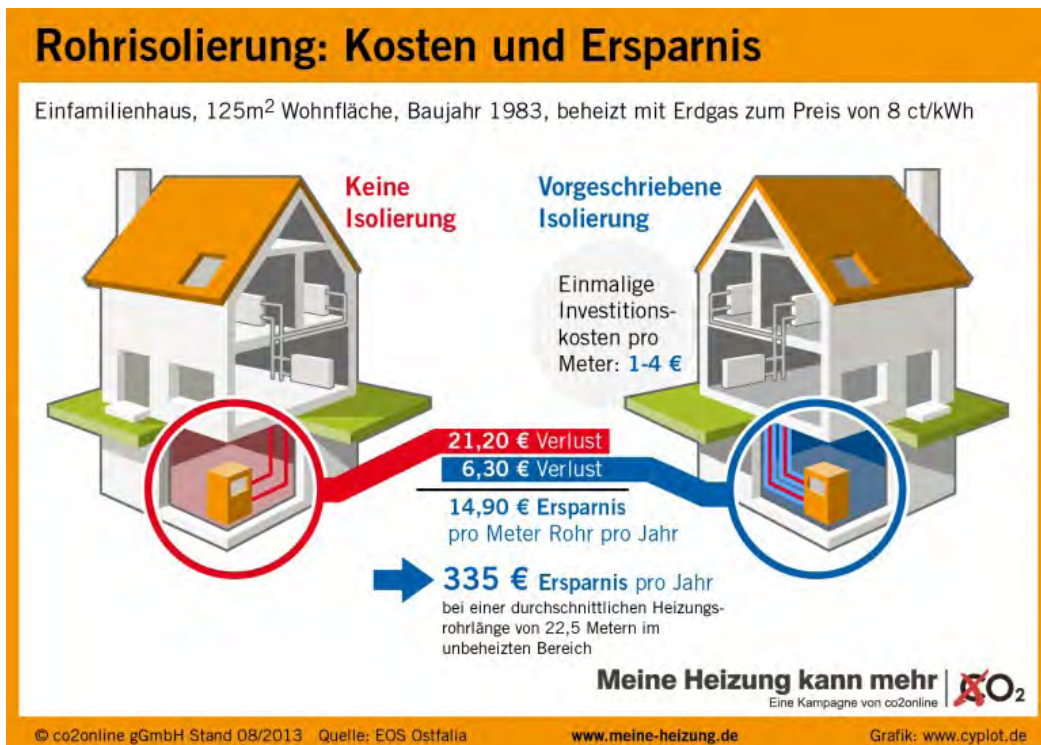 Rohrisolierung: Kosten und Ersparnis
Einfamilienhaus, 125m² Wohnfläche, Baujahr 1983, beheizt mit Erdgas zum Preis von 8 ct/kWh
Keine
Isolierung
Vorgeschriebene
Isolierung
Einmalige
Investitions-
kosten pro
Meter: 1-4 €
21,20 € Verlust
6,30 € Verlust
14,90 € Ersparnis
pro Meter Rohr pro Jahr
335 € Ersparnis pro Jahr
bei einer durchschnittlichen Heizungs-
rohrlänge von 22,5 Metern im
unbeheizten Bereich
Meine Heizung kann mehr
Eine Kampagne von co2online
CO₂
© co2online gGmbH Stand 08/2013 Quelle: EOS Ostfalia www.meine-heizung.de Grafik: www.cyplot.de